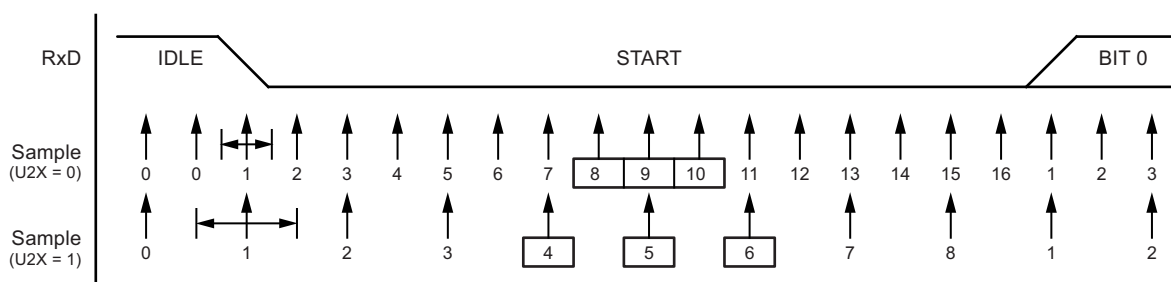 RxD IDLE START BIT 0
Sample
(U2X = 0)
0 0 1 2 3 4 5 6 7 8 9 10 11 12 13 14 15 16 1 2 3
Sample
(U2X = 1)
0 1 2 3 4 5 6 7 8 1 2